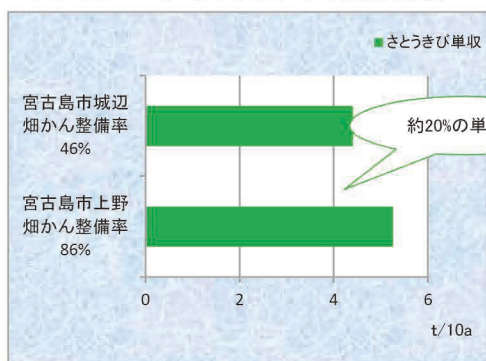 さとうきび単収
宮古島市城辺
畑かん整備率
46%
約20%の単
宮古島市上野
畑かん整備率
86%
0 2 4 6
t/10a